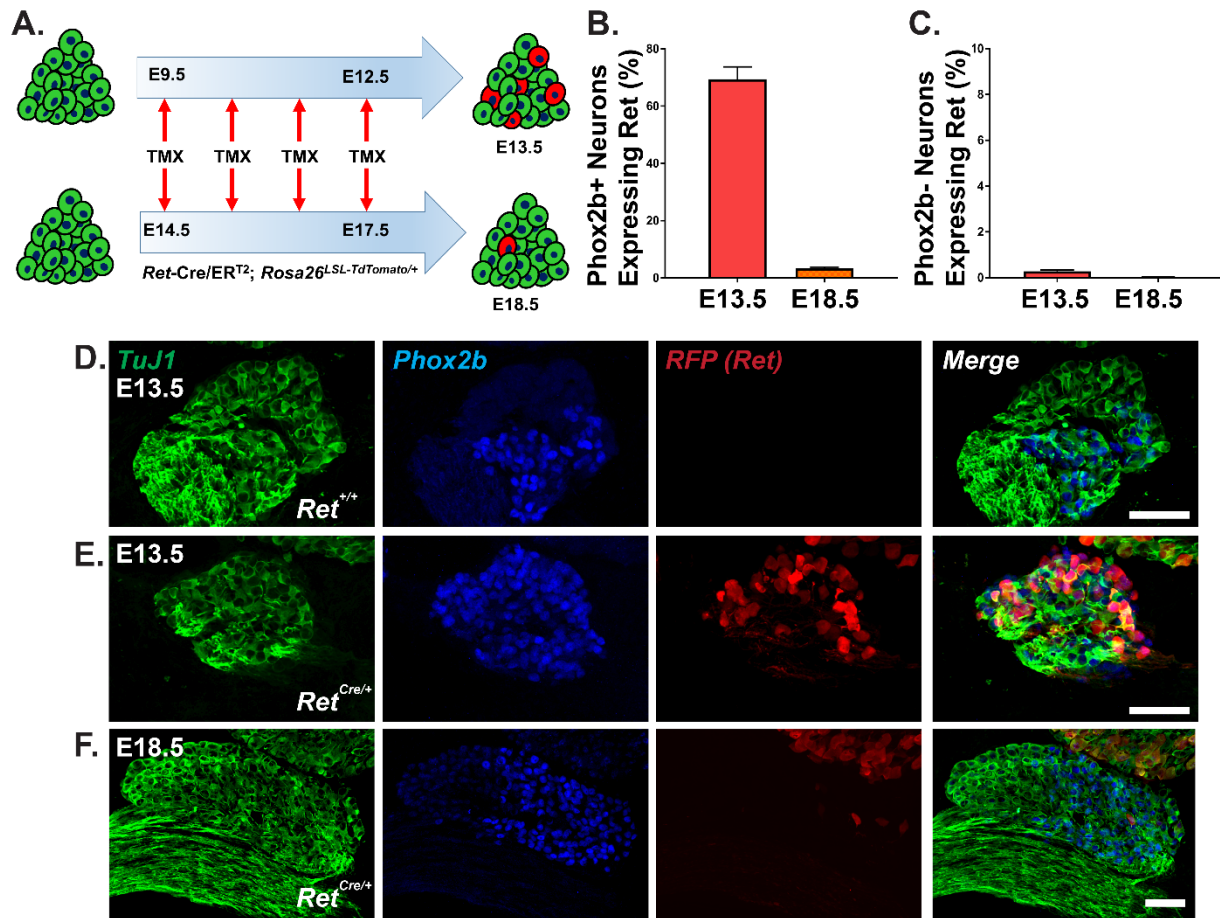 A.
E9.5
E12.5
E13.5
TMX
TMX
TMX
TMX
E14.5
E17.5
Ret-Cre/ERT2; Rosa26LSL-TdTomato/+
E18.5
B.
Phox2b+ Neurons
Expressing Ret (%)
80
60
40
20
0
E13.5
E18.5
C.
Phox2b- Neurons
Expressing Ret (%)
10
8
6
4
2
0
E13.5
E18.5
D.
TuJ1
Phox2b
RFP (Ret)
Merge
E13.5
Ret+/+
E.
E13.5
RetCre/+
F.
E18.5
RetCre/+